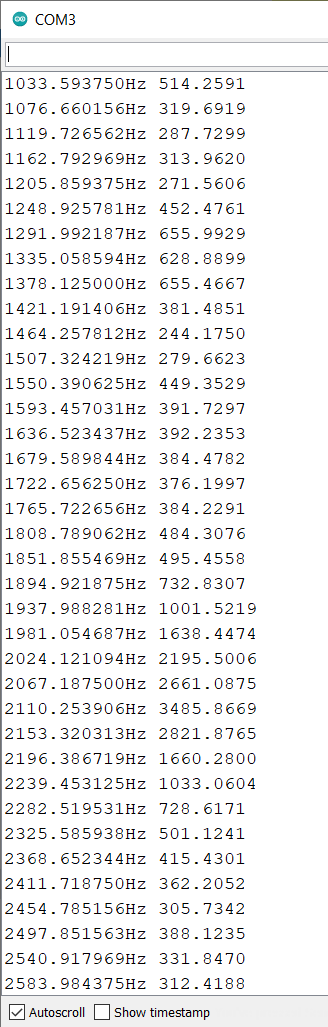 COM3
1033.593750Hz 514.2591
1076.660156Hz 319.6919
1119.726562Hz 287.7299
1162.792969Hz 313.9620
1205.859375Hz 271.5606
1248.925781Hz 452.4761
1291.992187Hz 655.9929
1335.058594Hz 628.8899
1378.125000Hz 655.4667
1421.191406Hz 381.4851
1464.257812Hz 244.1750
1507.324219Hz 279.6623
1550.390625Hz 449.3529
1593.457031Hz 391.7297
1636.523437Hz 392.2353
1679.589844Hz 384.4782
1722.656250Hz 376.1997
1765.722656Hz 384.2291
1808.789062Hz 484.3076
1851.855469Hz 495.4558
1894.921875Hz 732.8307
1937.988281Hz 1001.5219
1981.054687Hz 1638.4474
2024.121094Hz 2195.5006
2067.187500Hz 2661.0875
2110.253906Hz 3485.8669
2153.320313Hz 2821.8765
2196.386719Hz 1660.2800
2239.453125Hz 1033.0604
2282.519531Hz 728.6171
2325.585938Hz 501.1241
2368.652344Hz 415.4301
2411.718750Hz 362.2052
2454.785156Hz 305.7342
2497.851563Hz 388.1235
2540.917969Hz 331.8470
2583.984375Hz 312.4188
Autoscroll Show timestamp